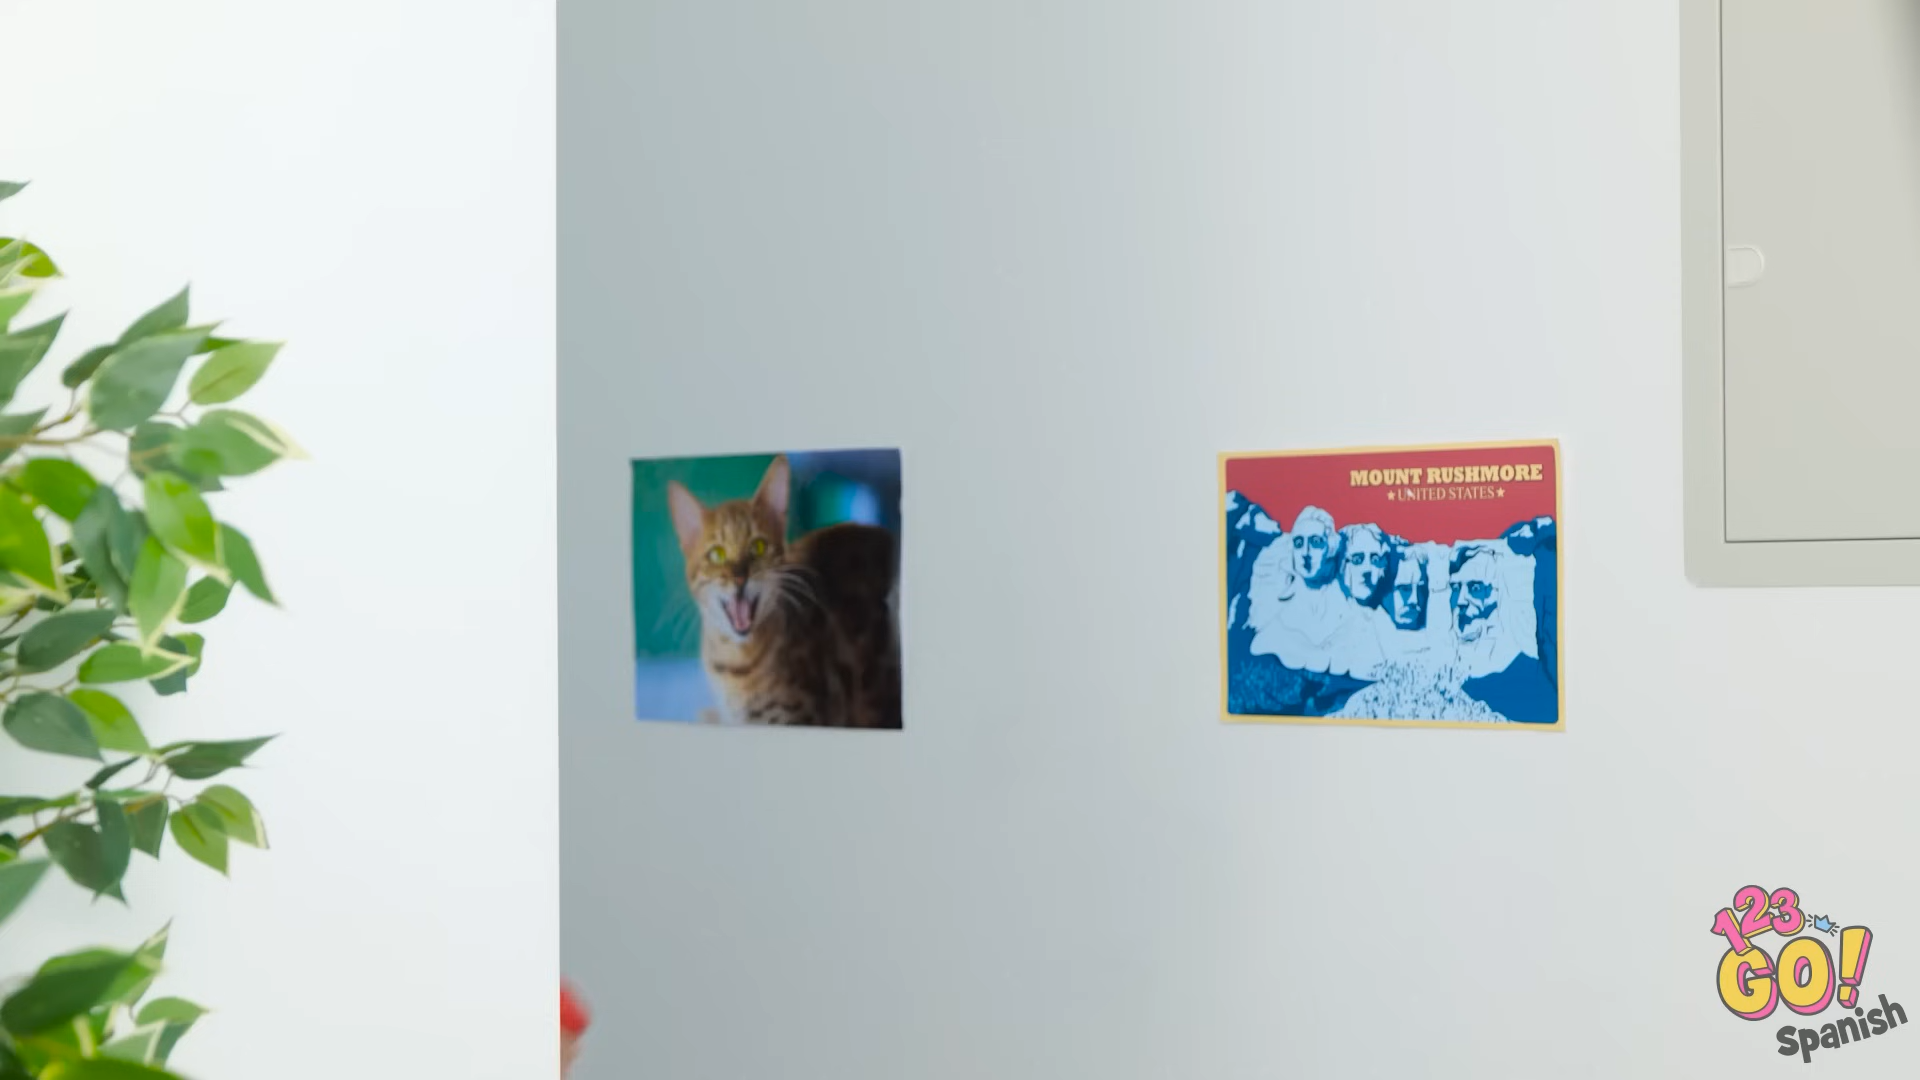 MOUNT RUSHMORE
★UNITED STATES★
123
GO!
Spanish